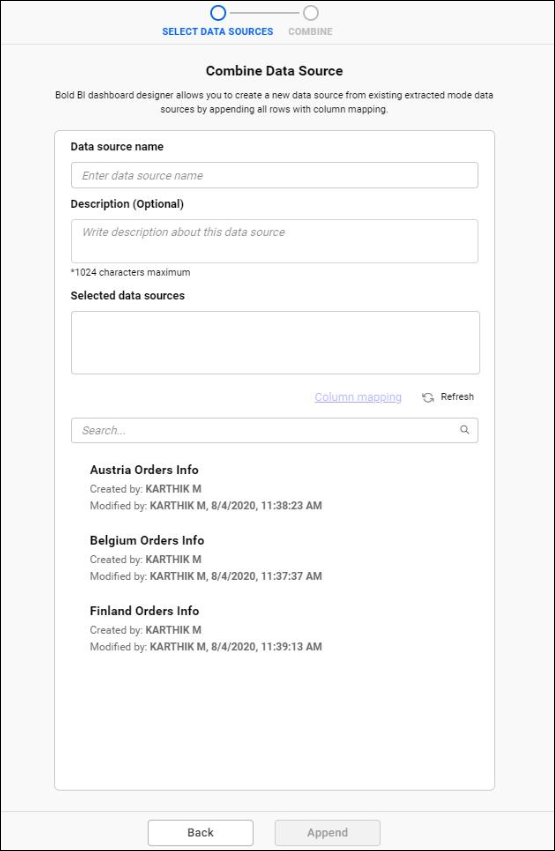 SELECT DATA SOURCES COMBINE
Combine Data Source
Bold BI dashboard designer allows you to create a new data source from existing extracted mode data
sources by appending all rows with column mapping.
Data source name
Enter data source name
Description (Optional)
Write description about this data source
*1024 characters maximum
Selected data sources
Column mapping Refresh
Search...
Austria Orders Info
Created by: KARTHIK M
Modified by: KARTHIK M, 8/4/2020, 11:38:23 AM
Belgium Orders Info
Created by: KARTHIK M
Modified by: KARTHIK M, 8/4/2020, 11:37:37 AM
Finland Orders Info
Created by: KARTHIK M
Modified by: KARTHIK M, 8/4/2020, 11:39:13 AM
Back Append